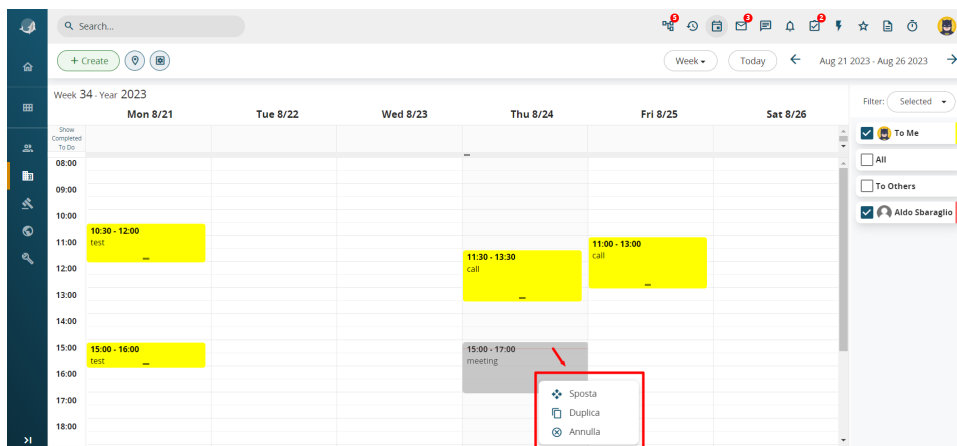 Search...
5
3
2
+ Create
Week
Today
Aug 21 2023 - Aug 26 2023
Week 34 - Year 2023
Mon 8/21
Tue 8/22
Wed 8/23
Thu 8/24
Fri 8/25
Sat 8/26
Filter:
Selected
Show
Completed
To Do
To Me
All
To Others
Aldo Sbaraglio
08:00
09:00
10:00
11:00
12:00
13:00
14:00
15:00
16:00
17:00
18:00
10:30 - 12:00
test
15:00 - 16:00
test
11:30 - 13:30
call
15:00 - 17:00
meeting
11:00 - 13:00
call
Sposta
Duplica
Annulla